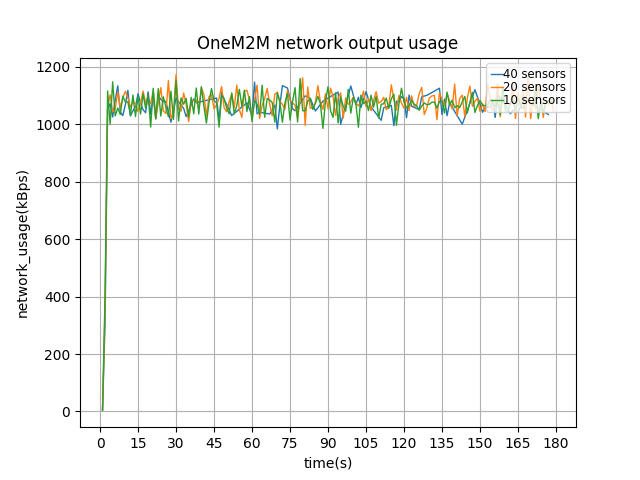 OneM2M network output usage
1200
1000
800
600
400
200
0
network_usage(kBps)
40 sensors
20 sensors
10 sensors
0 15 30 45 60 75 90 105 120 135 150 165 180
time(s)